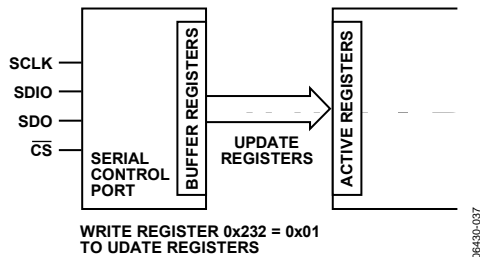 SCLK
SDIO
SDO
CS
SERIAL
CONTROL
PORT
BUFFER REGISTERS
UPDATE
REGISTERS
ACTIVE REGISTERS
WRITE REGISTER 0x232 = 0x01
TO UDATE REGISTERS
06430-037